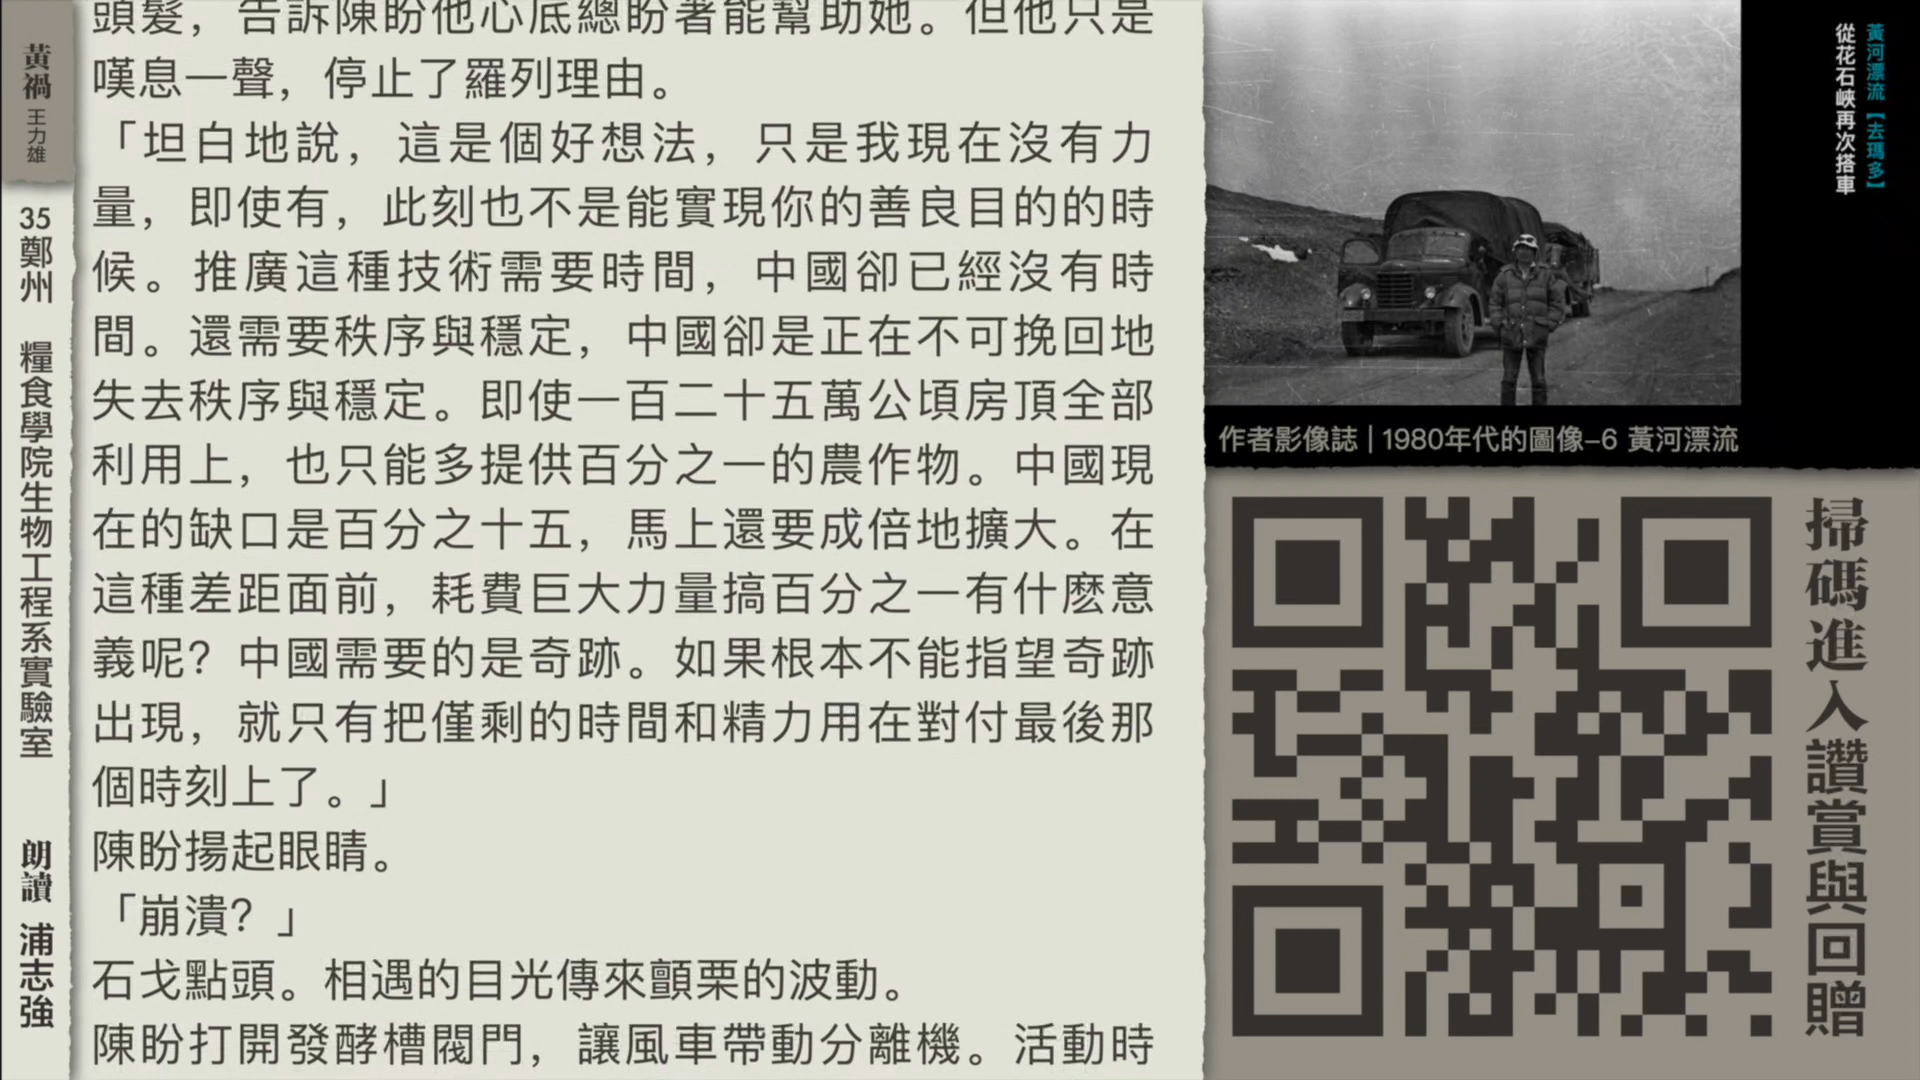 黃禍 王力雄
35鄭州 糧食學院生物工程系實驗室
朗讀 浦志強
頭髮，告訴陳盼他心底總盼著能幫助她。但他只是
嘆息一聲，停止了羅列理由。
「坦白地說，這是個好想法，只是我現在沒有力
量，即使有，此刻也不是能實現你的善良目的的時
候。推廣這種技術需要時間，中國卻已經沒有時
間。還需要秩序與穩定，中國卻是正在不可挽回地
失去秩序與穩定。即使一百二十五萬公頃房頂全部
利用上，也只能多提供百分之一的農作物。中國現
在的缺口是百分之十五，馬上還要成倍地擴大。在
這種差距面前，耗費巨大力量搞百分之一有什麽意
義呢？中國需要的是奇跡。如果根本不能指望奇跡
出現，就只有把僅剩的時間和精力用在對付最後那
個時刻上了。」
陳盼揚起眼睛。
「崩潰？」
石戈點頭。相遇的目光傳來顫栗的波動。
陳盼打開發酵槽閥門，讓風車帶動分離機。活動時
黃河漂流【去瑪多】
從花石峽再次搭車
作者影像誌｜1980年代的圖像–6 黃河漂流
掃碼進入讚賞與回贈